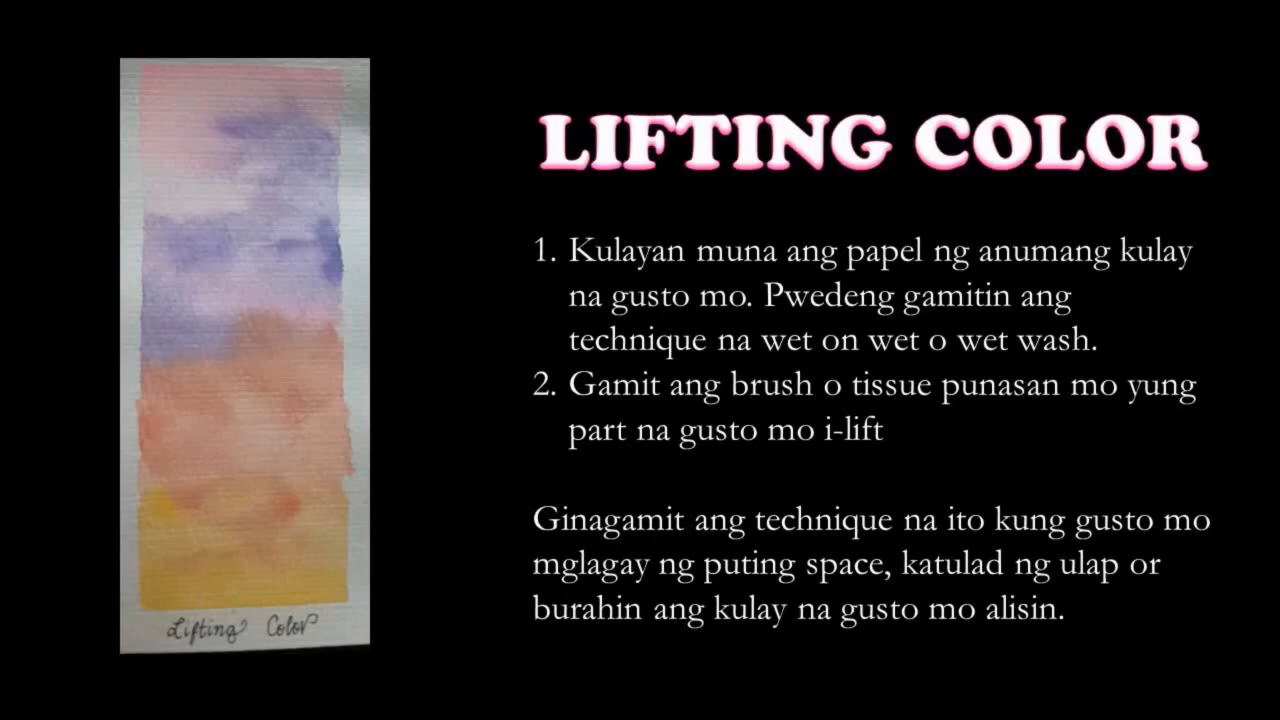 LIFTING COLOR
1. Kulayan muna ang papel ng anumang kulay
na gusto mo. Pwedeng gamitin ang
technique na wet on wet o wet wash.
2. Gamit ang brush o tissue punasan mo yung
part na gusto mo i-lift
Ginagamit ang technique na ito kung gusto mo
mglagay ng puting space, katulad ng ulap or
burahin ang kulay na gusto mo alisin.
Lifting Color